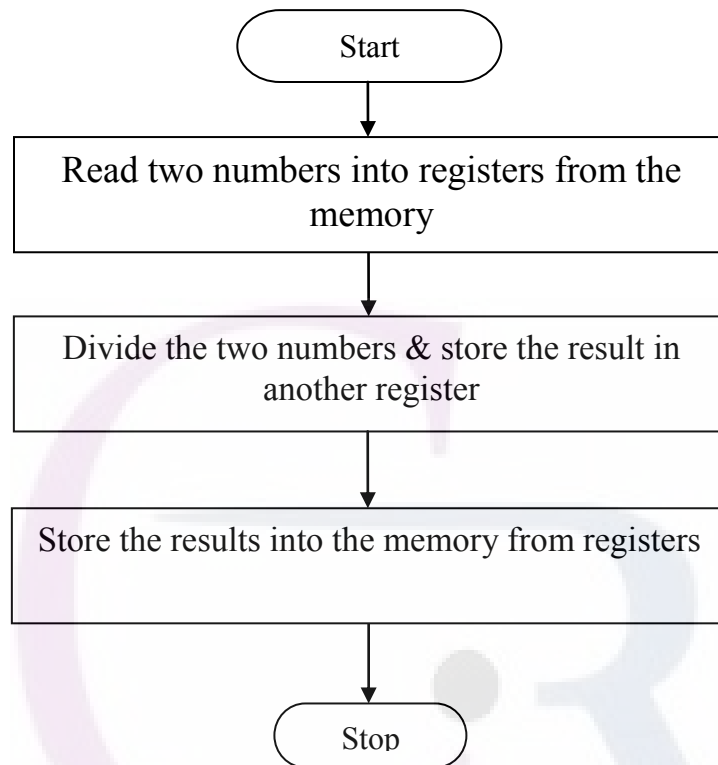 Start
Read two numbers into registers from the
memory
Divide the two numbers & store the result in
another register
Store the results into the memory from registers
Stop